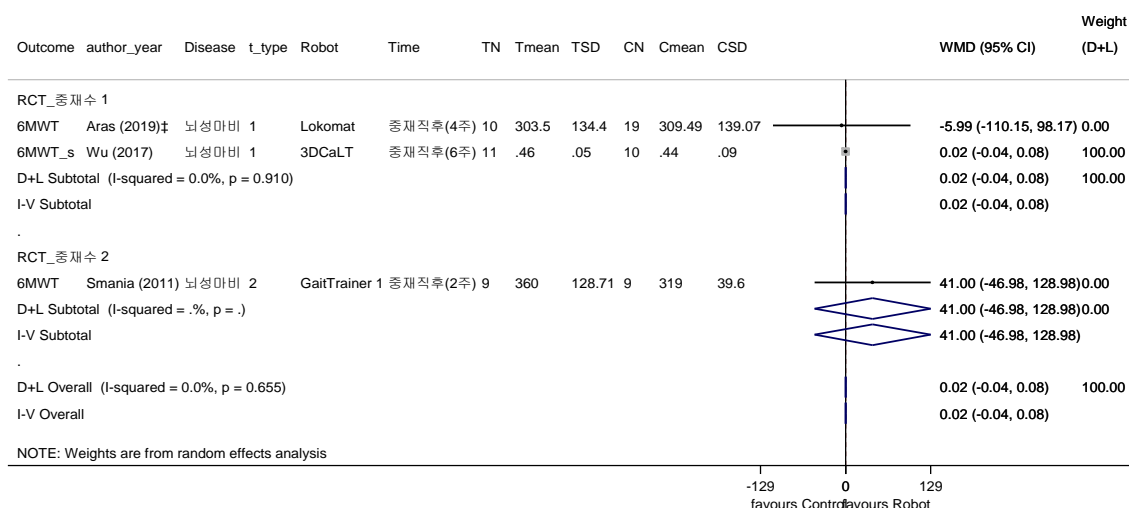 Weight
Outcome author_year Disease t_type Robot Time TN Tmean TSD CN Cmean CSD WMD (95% CI) (D+L)
RCT_중재수 1
6MWT Aras (2019)‡ 뇌성마비 1 Lokomat 중재직후(4주) 10 303.5 134.4 19 309.49 139.07 -5.99 (-110.15, 98.17) 0.00
6MWT_s Wu (2017) 뇌성마비 1 3DCaLT 중재직후(6주) 11 .46 .05 10 .44 .09 0.02 (-0.04, 0.08) 100.00
D+L Subtotal (I-squared = 0.0%, p = 0.910) 0.02 (-0.04, 0.08) 100.00
I-V Subtotal 0.02 (-0.04, 0.08)
.
RCT_중재수 2
6MWT Smania (2011) 뇌성마비 2 GaitTrainer 1 중재직후(2주) 9 360 128.71 9 319 39.6 41.00 (-46.98, 128.98) 0.00
D+L Subtotal (I-squared = .%, p = .) 41.00 (-46.98, 128.98) 0.00
I-V Subtotal 41.00 (-46.98, 128.98)
.
D+L Overall (I-squared = 0.0%, p = 0.655) 0.02 (-0.04, 0.08) 100.00
I-V Overall 0.02 (-0.04, 0.08)
NOTE: Weights are from random effects analysis
-129 0 129
favours Control favours Robot